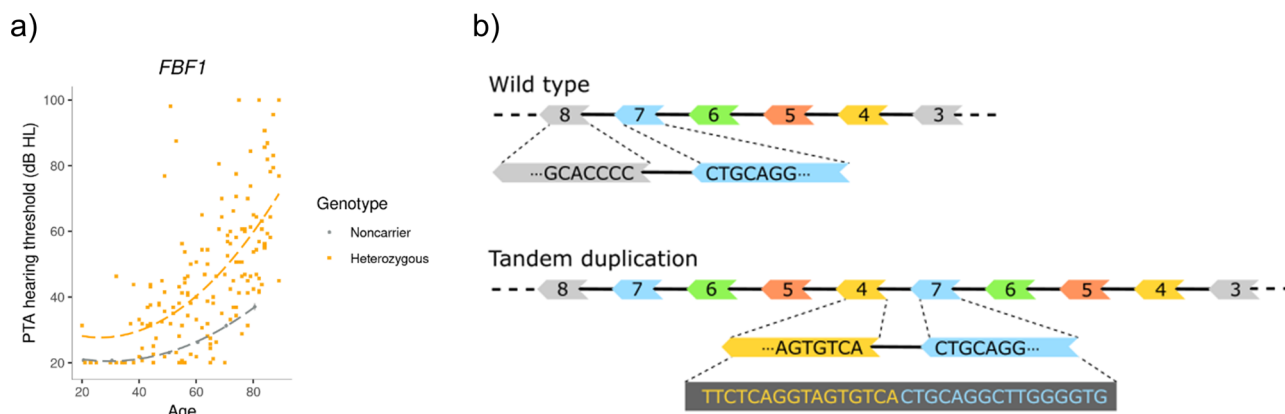 a)
FBF1
PTA hearing threshold (dB HL)
100
80
60
40
20
20 40 60 80
Age
Genotype
Noncarrier
Heterozygous
b)
Wild type
8 7 6 5 4 3
···GCACCCC CTGCAGG···
Tandem duplication
8 7 6 5 4 7 6 5 4 3
···AGTGTCA CTGCAGG···
TTCTCAGGTAGTGTCACTGCAGGCTTGGGGTG